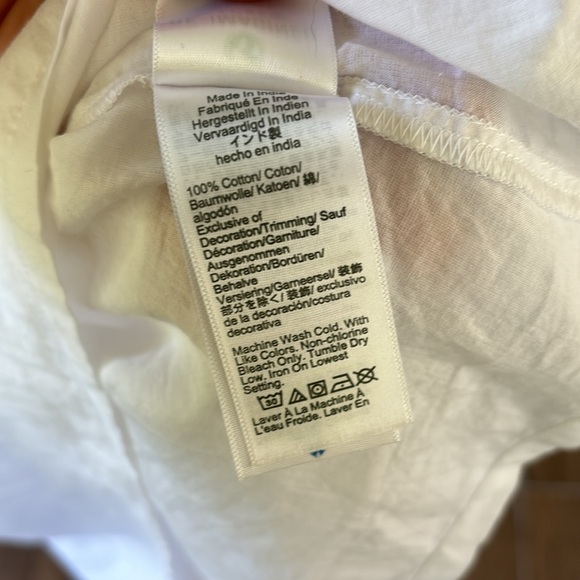 Made In India
Fabriqué En Inde
Hergestellt In Indien
Vervaardigd In India
インド製
hecho en india
100% Cotton/ Coton/
Baumwolle/ Katoen/ 綿/
algodón
Exclusive of
Decoration/Trimming/ Sauf
Décoration/Garniture/
Ausgenommen
Dekoration/Bordüren/
Behalve
Versiering/Garneersel/ 装飾
部分を除く/ 装飾/ exclusivo
de la decoración/costura
decorativa
Machine Wash Cold. With
Like Colors. Non-chlorine
Bleach Only. Tumble Dry
Low. Iron On Lowest
Setting.
30
Laver À La Machine À
L'eau Froide. Laver En